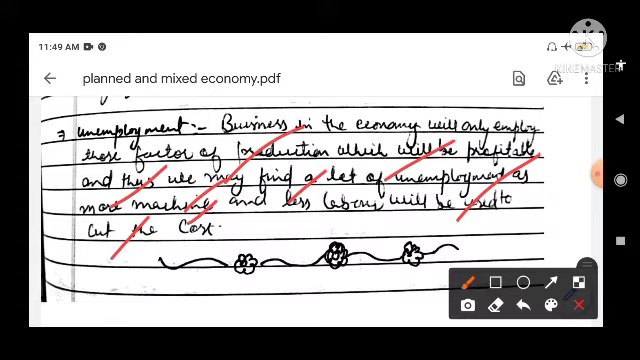 11:49 AM
KINEMASTER
planned and mixed economy.pdf
⇒ unemployment:- Business in the economy will only employ
those factor of production which will be profitable
and thus we may find a lot of unemployment as
more machine and less labour will be used to
cut the cost.